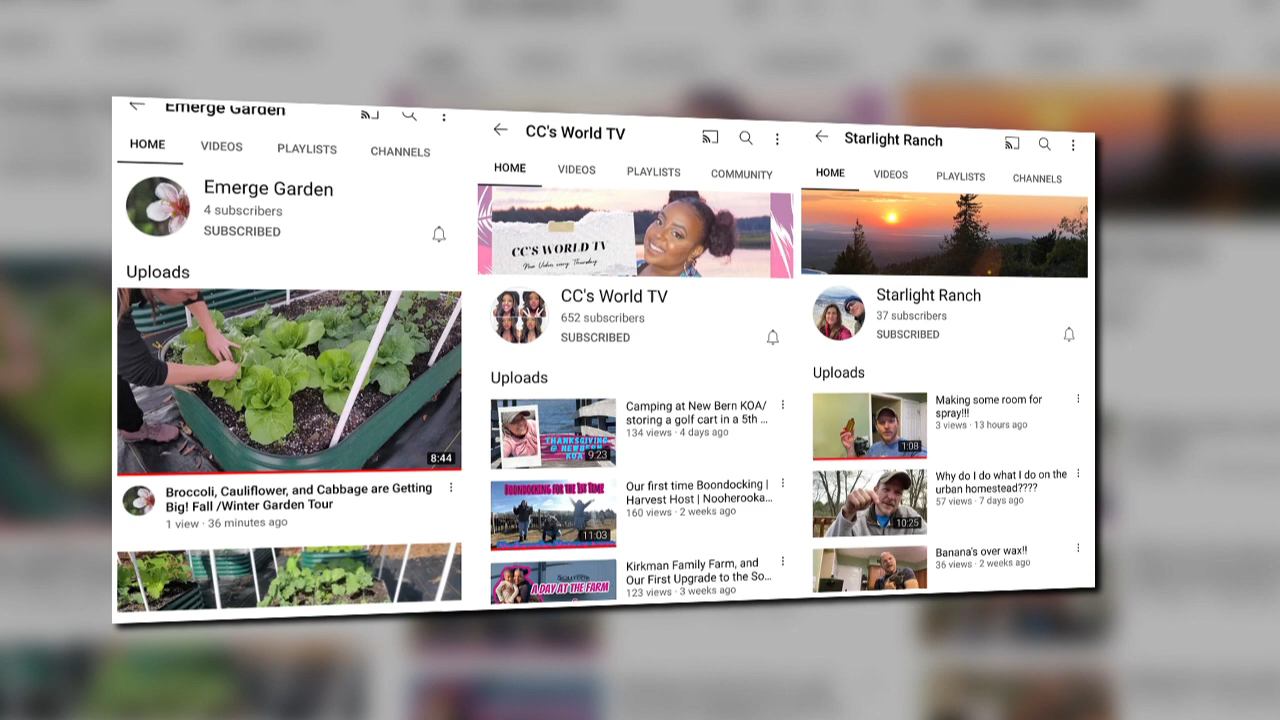 Emerge Garden
HOME VIDEOS PLAYLISTS CHANNELS
Emerge Garden
4 subscribers
SUBSCRIBED
Uploads
8:44
Broccoli, Cauliflower, and Cabbage are Getting
Big! Fall /Winter Garden Tour
1 view · 36 minutes ago
CC's World TV
HOME VIDEOS PLAYLISTS COMMUNITY
CC'S WORLD TV
New Video every Thursday
CC's World TV
652 subscribers
SUBSCRIBED
Uploads
THANKSGIVING
@ NEWBERN
KOA
9:23
Camping at New Bern KOA/
storing a golf cart in a 5th ...
134 views · 4 days ago
BOONDOCKING FOR THE 1ST TIME
11:03
Our first time Boondocking |
Harvest Host | Nooherooka...
160 views · 2 weeks ago
A DAY AT THE FARM
Kirkman Family Farm, and
Our First Upgrade to the So...
123 views · 3 weeks ago
Starlight Ranch
HOME VIDEOS PLAYLISTS CHANNELS
Starlight Ranch
37 subscribers
SUBSCRIBED
Uploads
1:08
Making some room for
spray!!!
3 views · 13 hours ago
10:25
Why do I do what I do on the
urban homestead????
57 views · 7 days ago
Banana's over wax!!
36 views · 2 weeks ago